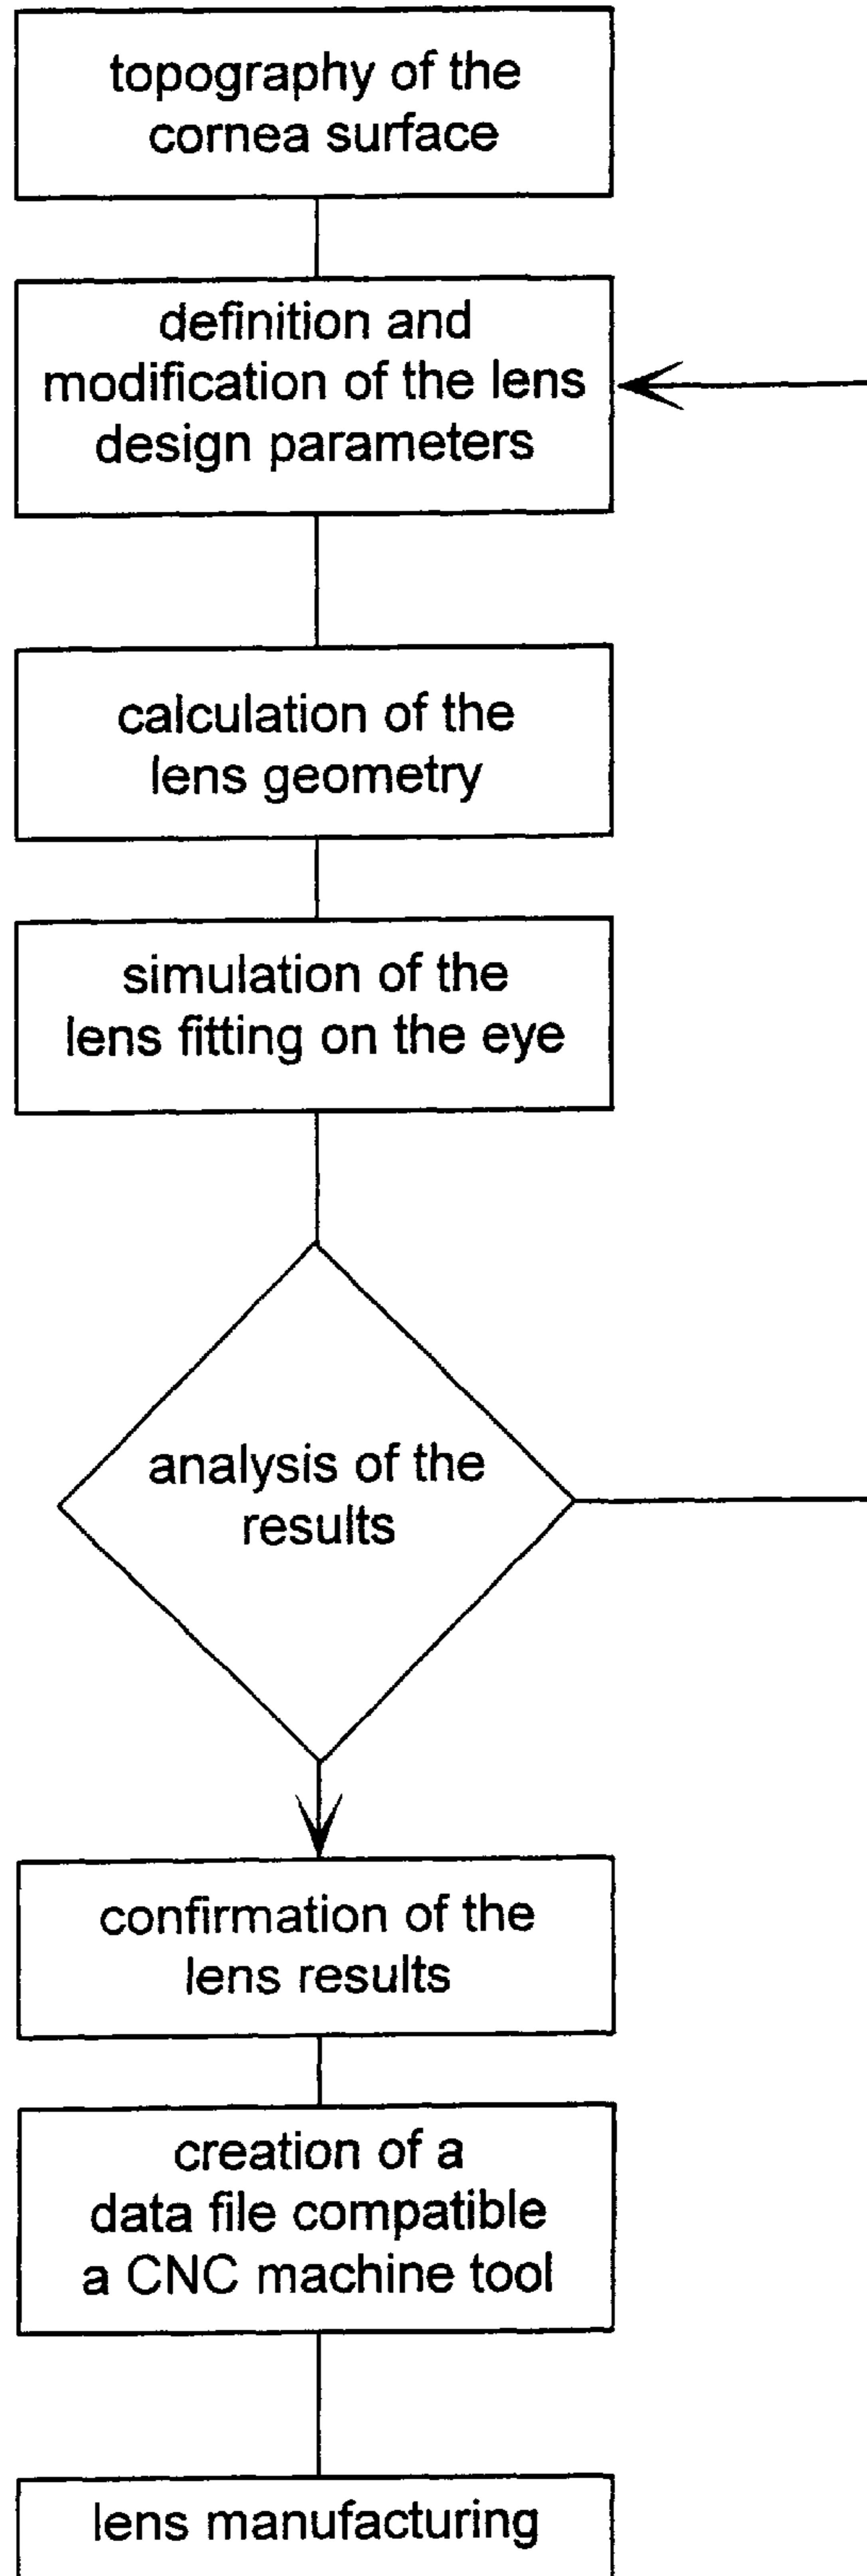 topography of the
cornea surface
definition and
modification of the lens
design parameters
calculation of the
lens geometry
simulation of the
lens fitting on the eye
analysis of the
results
confirmation of the
lens results
creation of a
data file compatible
a CNC machine tool
lens manufacturing